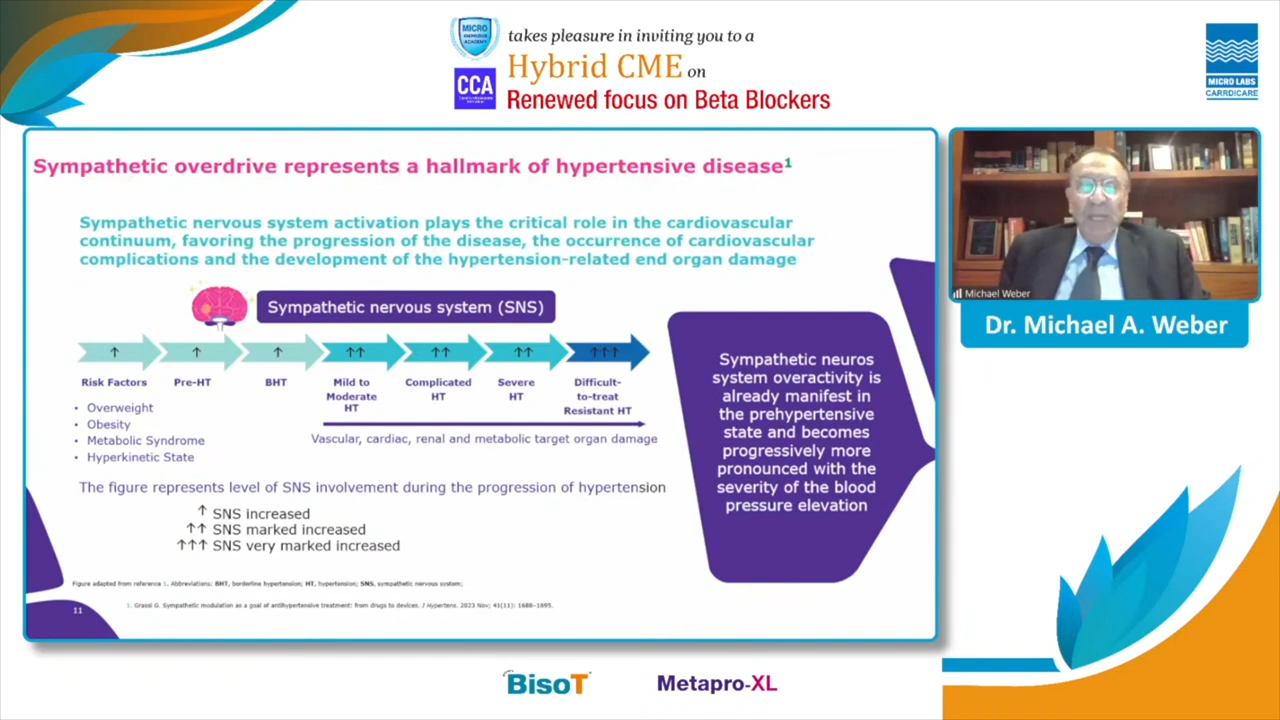 MICRO
KNOWLEDGE
ACADEMY
takes pleasure in inviting you to a
CCA
Hybrid CME on
Renewed focus on Beta Blockers
MICRO LABS
CARRDICARE
Sympathetic overdrive represents a hallmark of hypertensive disease¹
Sympathetic nervous system activation plays the critical role in the cardiovascular
continuum, favoring the progression of the disease, the occurrence of cardiovascular
complications and the development of the hypertension-related end organ damage
Sympathetic nervous system (SNS)
↑ ↑ ↑ ↑↑ ↑↑ ↑↑ ↑↑↑
Risk Factors
Pre-HT
BHT
Mild to
Moderate
HT
Complicated
HT
Severe
HT
Difficult-
to-treat
Resistant HT
• Overweight
• Obesity
• Metabolic Syndrome
• Hyperkinetic State
Vascular, cardiac, renal and metabolic target organ damage
The figure represents level of SNS involvement during the progression of hypertension
↑ SNS increased
↑↑ SNS marked increased
↑↑↑ SNS very marked increased
Sympathetic neuros
system overactivity is
already manifest in
the prehypertensive
state and becomes
progressively more
pronounced with the
severity of the blood
pressure elevation
Figure adapted from reference 1. Abbreviations: BHT, borderline hypertension; HT, hypertension; SNS, sympathetic nervous system;
11
1. Grassi G. Sympathetic modulation as a goal of antihypertensive treatment: from drugs to devices. J Hypertens. 2023 Nov; 41(11): 1688-1695.
Michael Weber
Dr. Michael A. Weber
BisoT
Metapro-XL